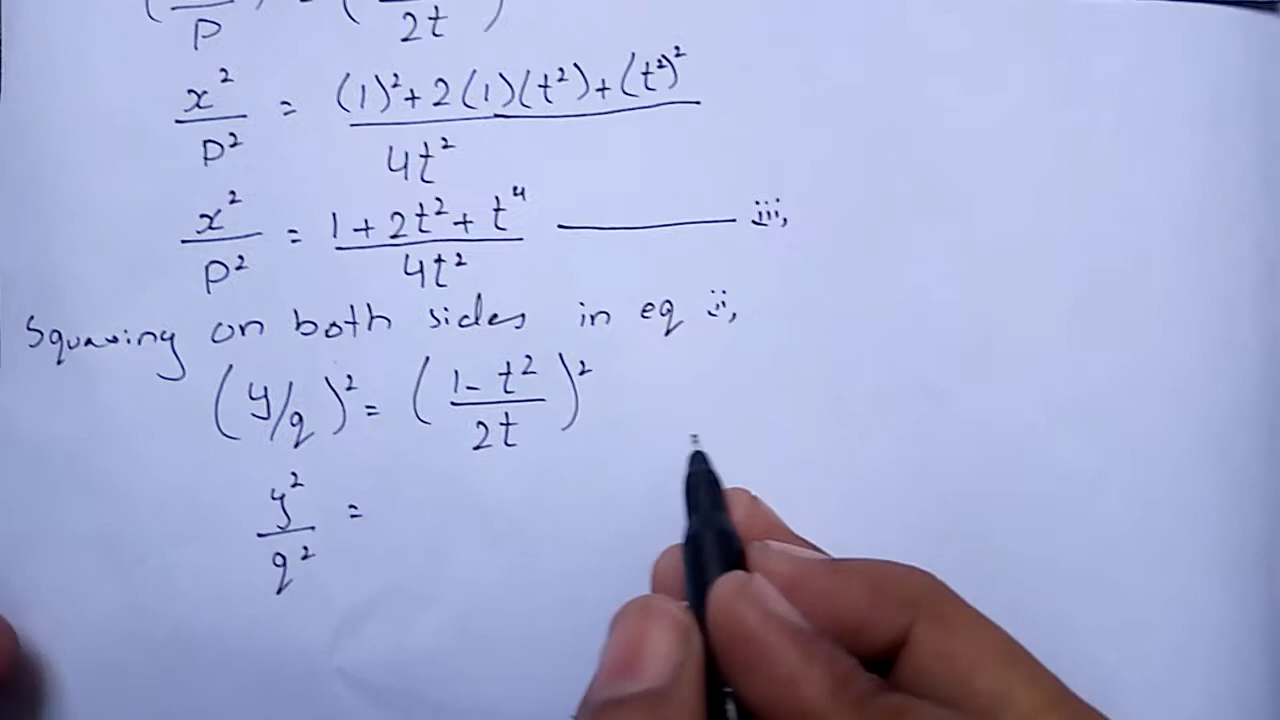 ( /P) = ( /2t)
x²/P² = ((1)²+2(1)(t²)+(t²)²)/4t²
x²/P² = (1+2t²+t⁴)/4t² ——— iii,
Squaring on both sides in eq ii,
(y/q)² = ((1-t²)/2t)²
y²/q² =